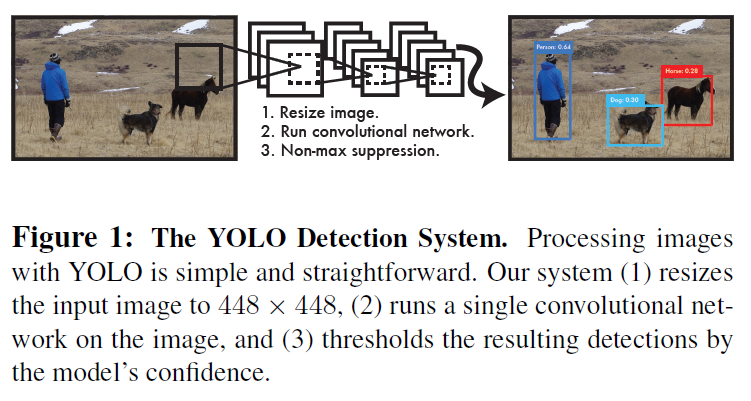 Person: 0.64
Horse: 0.28
Dog: 0.30
1. Resize image.
2. Run convolutional network.
3. Non-max suppression.
Figure 1: The YOLO Detection System. Processing images
with YOLO is simple and straightforward. Our system (1) resizes
the input image to 448 × 448, (2) runs a single convolutional net-
work on the image, and (3) thresholds the resulting detections by
the model's confidence.